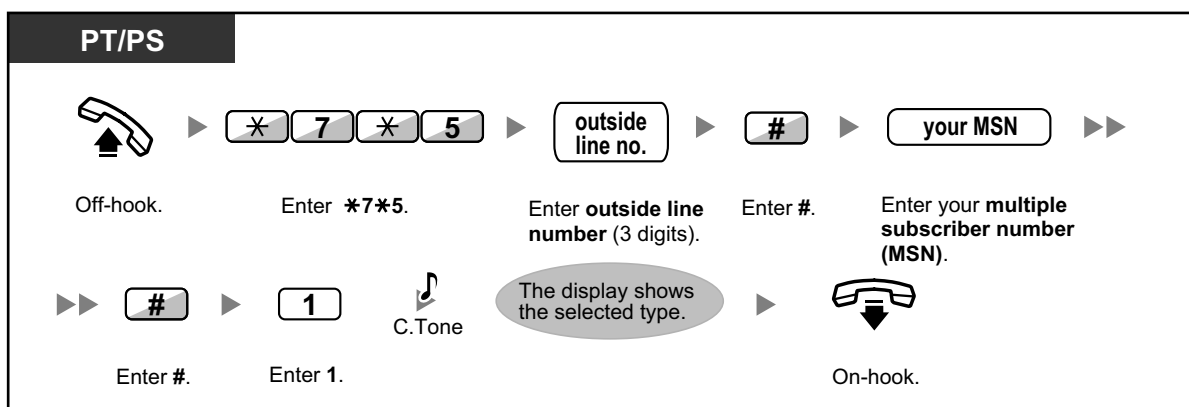 PT/PS
* 7 * 5
outside
line no.
#
your MSN
Off-hook.
Enter *7*5.
Enter outside line
number (3 digits).
Enter #.
Enter your multiple
subscriber number
(MSN).
#
1
C.Tone
The display shows
the selected type.
Enter #.
Enter 1.
On-hook.